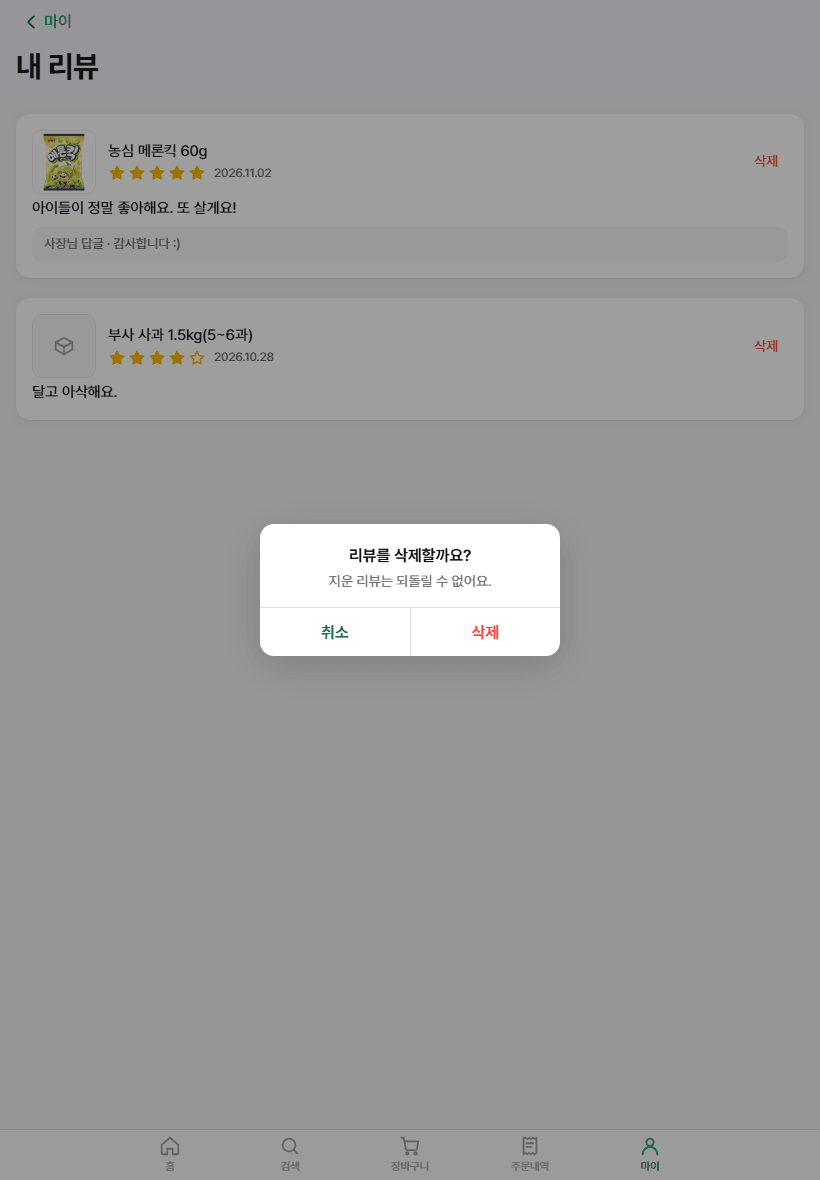 마이
내 리뷰
농심 메론킥 60g
2026.11.02
삭제
메론킥
아이들이 정말 좋아해요. 또 살게요!
사장님 답글 · 감사합니다 :)
부사 사과 1.5kg(5~6과)
2026.10.28
삭제
달고 아삭해요.
리뷰를 삭제할까요?
지운 리뷰는 되돌릴 수 없어요.
취소
삭제
홈
검색
장바구니
주문내역
마이